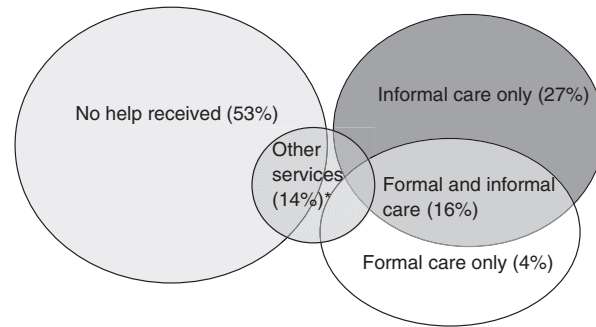 No help received (53%)
Informal care only (27%)
Other
services
(14%)*
Formal and informal
care (16%)
Formal care only (4%)